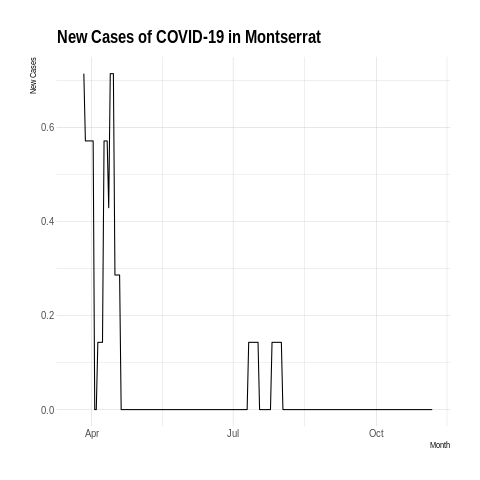 New Cases of COVID-19 in Montserrat
New Cases
0.6
0.4
0.2
0.0
Apr
Jul
Oct
Month